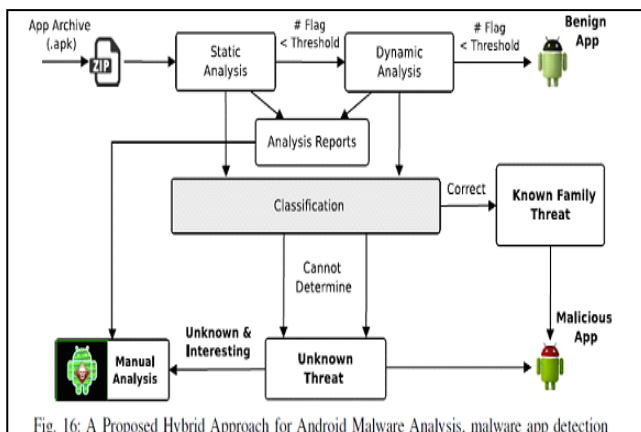 App Archive
(.apk)
ZIP
Static
Analysis
# Flag
< Threshold
Dynamic
Analysis
# Flag
< Threshold
Benign
App
Analysis Reports
Classification
Correct
Known Family
Threat
Cannot
Determine
Malicious
App
Manual
Analysis
Unknown &
Interesting
Unknown
Threat
Fig. 16: A Proposed Hybrid Approach for Android Malware Analysis, malware app detection